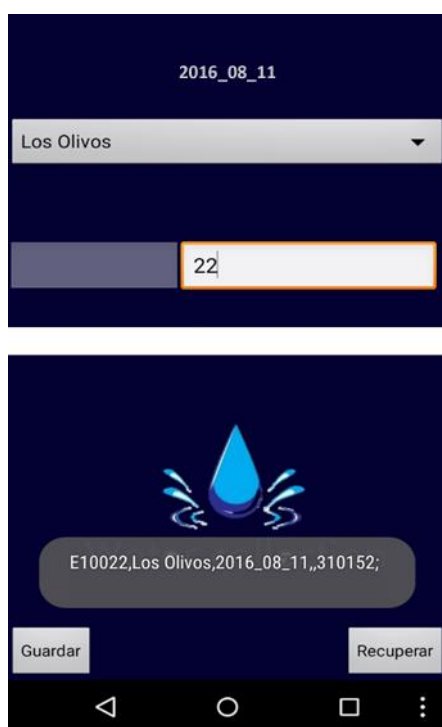 2016_08_11
Los Olivos
22
E10022,Los Olivos,2016_08_11,,310152;
Guardar
Recuperar